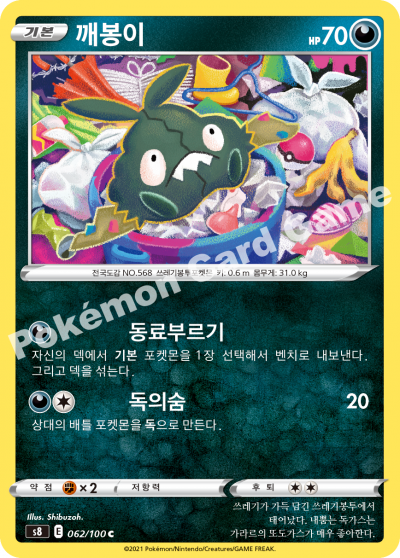 기본 깨봉이 HP 70
전국도감 NO.568 쓰레기봉투포켓몬 키: 0.6 m 몸무게: 31.0 kg
동료부르기
자신의 덱에서 기본 포켓몬을 1장 선택해서 벤치로 내보낸다.
그리고 덱을 섞는다.
독의숨 20
상대의 배틀 포켓몬을 독으로 만든다.
약점 ×2 저항력 후퇴
Illus. Shibuzoh.
s8 E 062/100 C
쓰레기가 가득 담긴 쓰레기봉투에서
태어났다. 내뿜는 독가스는
가라르의 또도가스가 매우 좋아한다.
©2021 Pokémon/Nintendo/Creatures/GAME FREAK.
Pokémon Card Game